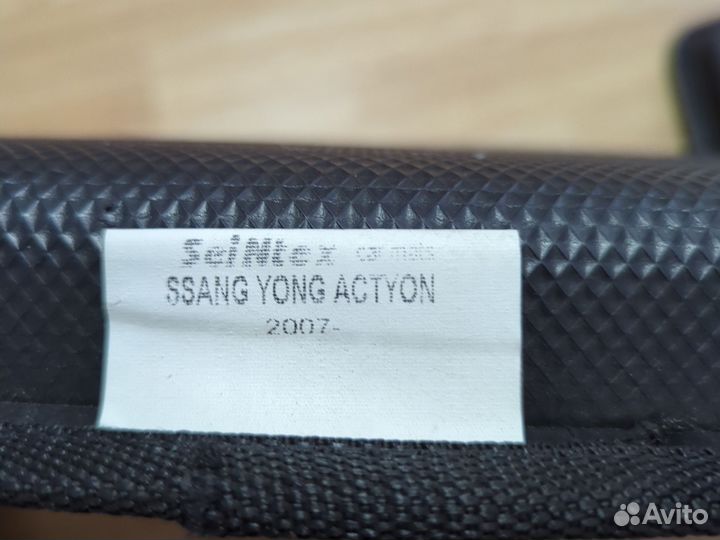 SeiNtex car mats
SSANG YONG ACTYON
2007-
Avito